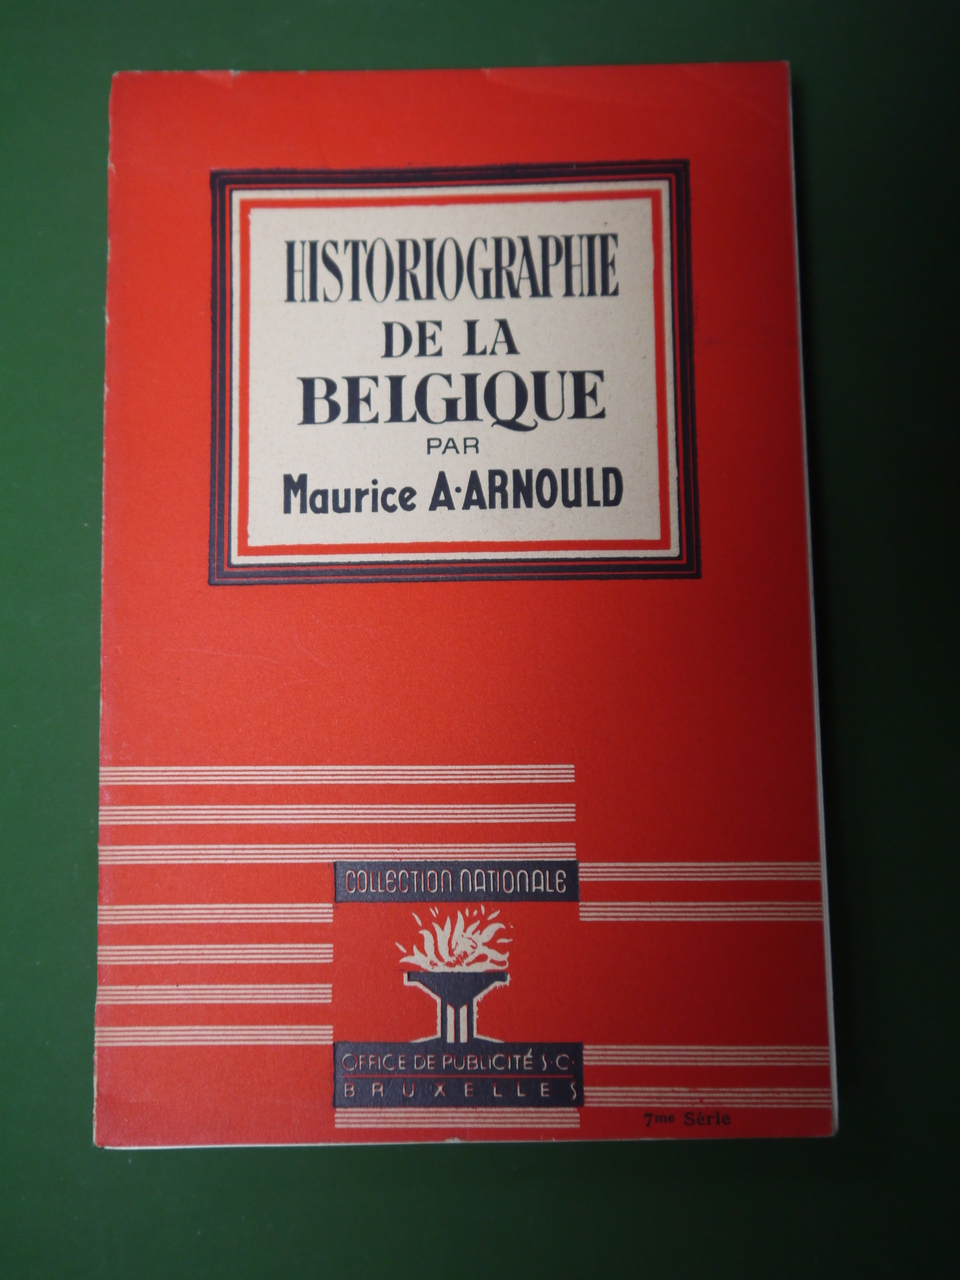 HISTORIOGRAPHIE
DE LA
BELGIQUE
PAR
Maurice A·ARNOULD
COLLECTION NATIONALE
OFFICE DE PUBLICITÉ S·C·
BRUXELLES
7me Série